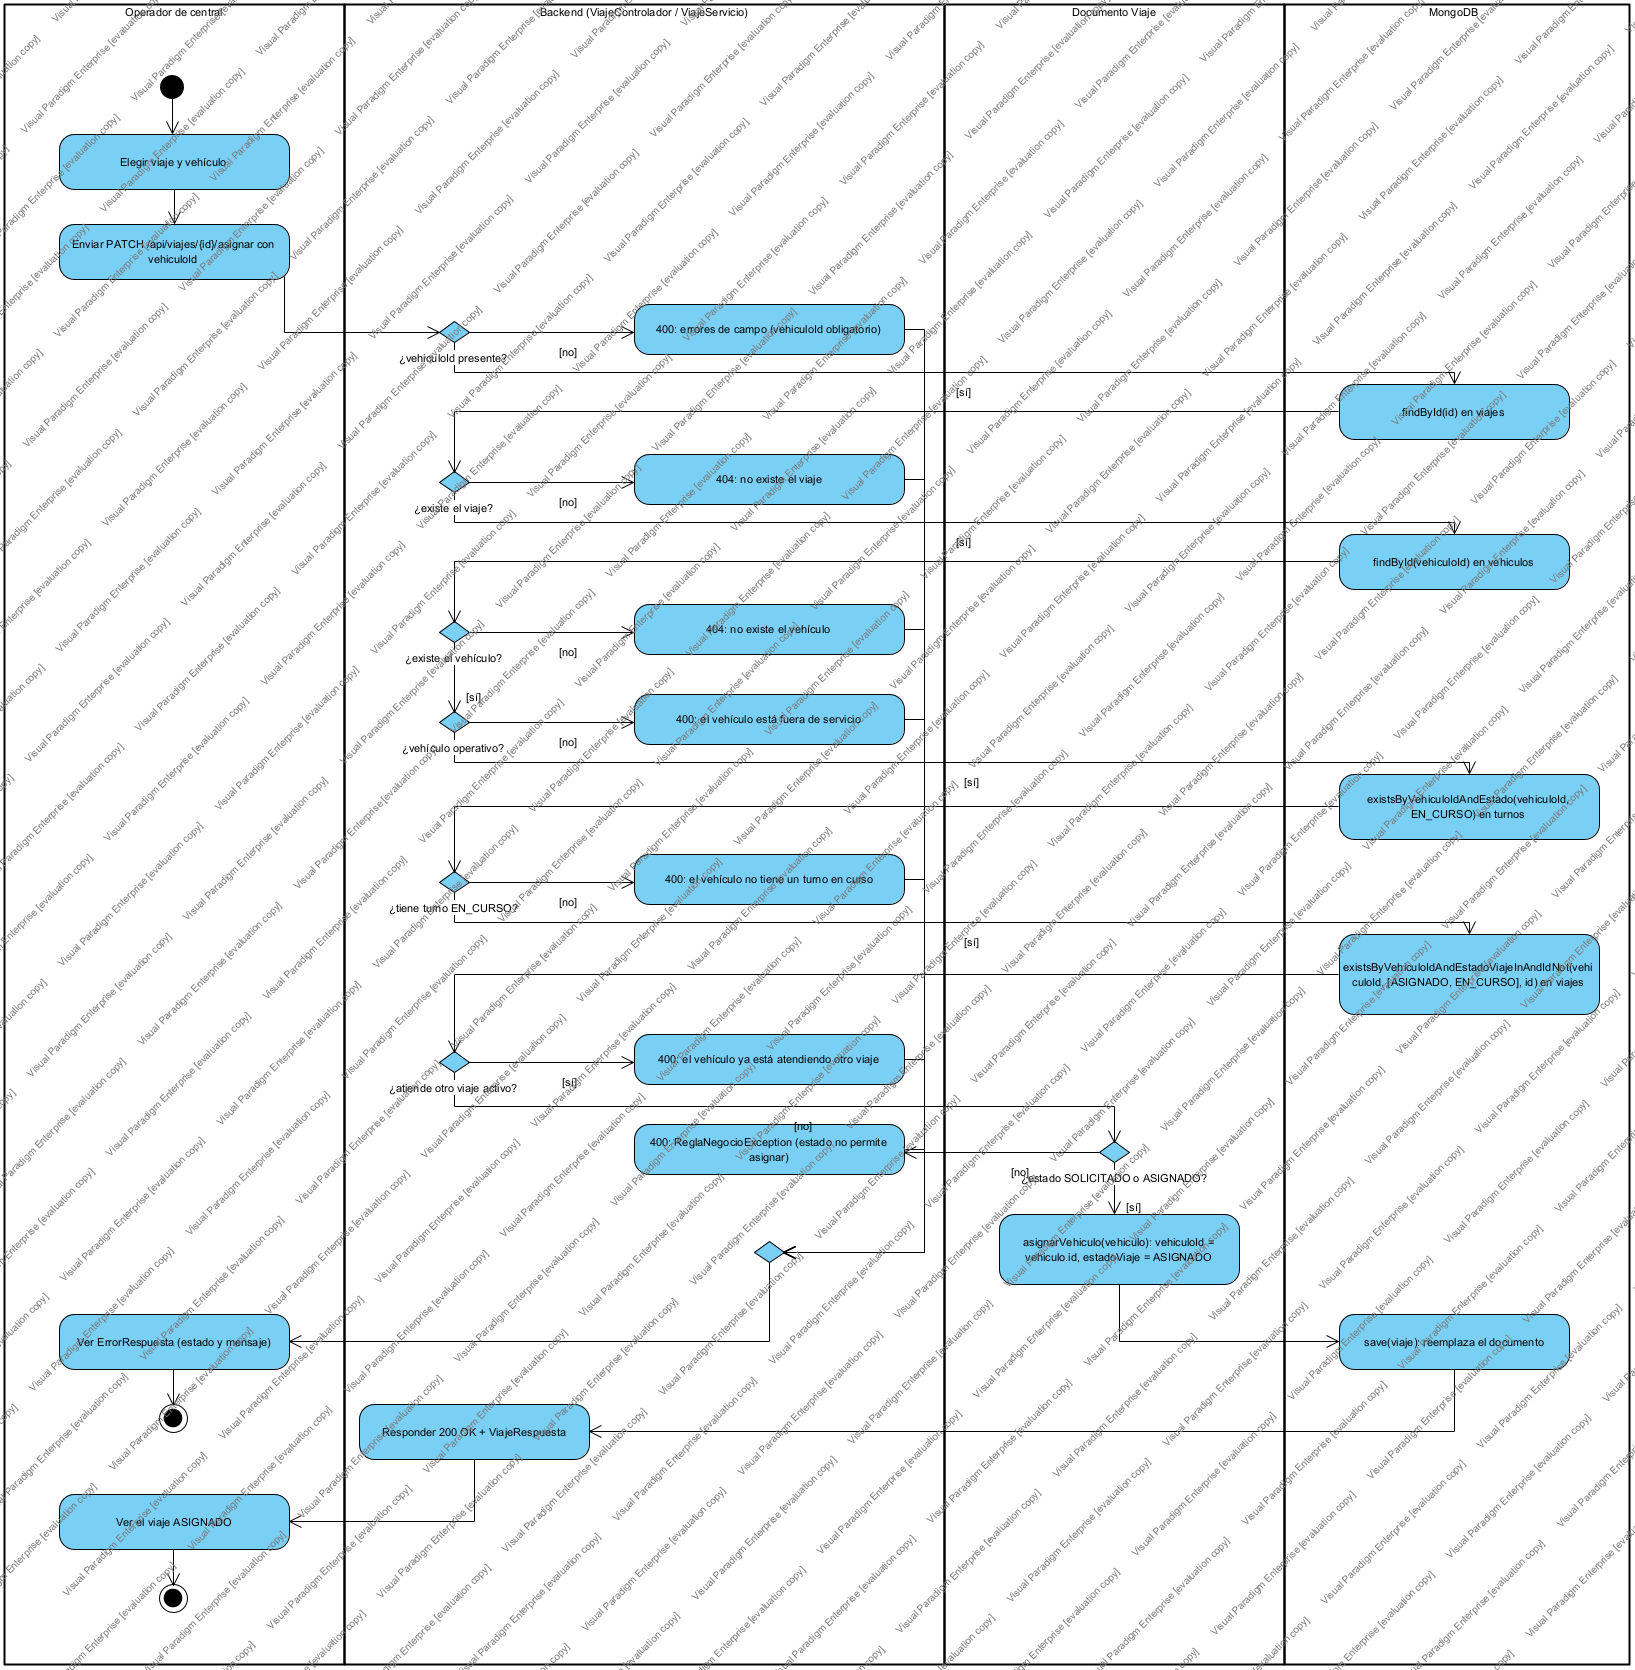 Operador de central
Backend (ViajeControlador / ViajeServicio)
Documento Viaje
MongoDB
Elegir viaje y vehículo
Enviar PATCH /api/viajes/{id}/asignar con
vehiculoId
400: errores de campo (vehiculoId obligatorio)
¿vehiculoId presente?
[no]
[sí]
findById(id) en viajes
404: no existe el viaje
¿existe el viaje?
[no]
[sí]
findById(vehiculoId) en vehiculos
404: no existe el vehículo
¿existe el vehículo?
[no]
[sí]
400: el vehículo está fuera de servicio
¿vehículo operativo?
[no]
[sí]
existsByVehiculoIdAndEstado(vehiculoId,
EN_CURSO) en turnos
400: el vehículo no tiene un turno en curso
¿tiene turno EN_CURSO?
[no]
[sí]
existsByVehiculoIdAndEstadoViajeInAndIdNot(vehi
culoId, [ASIGNADO, EN_CURSO], id) en viajes
400: el vehículo ya está atendiendo otro viaje
¿atiende otro viaje activo?
[sí]
[no]
400: ReglaNegocioException (estado no permite
asignar)
[no]
¿estado SOLICITADO o ASIGNADO?
[sí]
asignarVehiculo(vehiculo): vehiculoId =
vehiculo.id, estadoViaje = ASIGNADO
Ver ErrorRespuesta (estado y mensaje)
save(viaje): reemplaza el documento
Responder 200 OK + ViajeRespuesta
Ver el viaje ASIGNADO
Visual Paradigm Enterprise [evaluation copy]